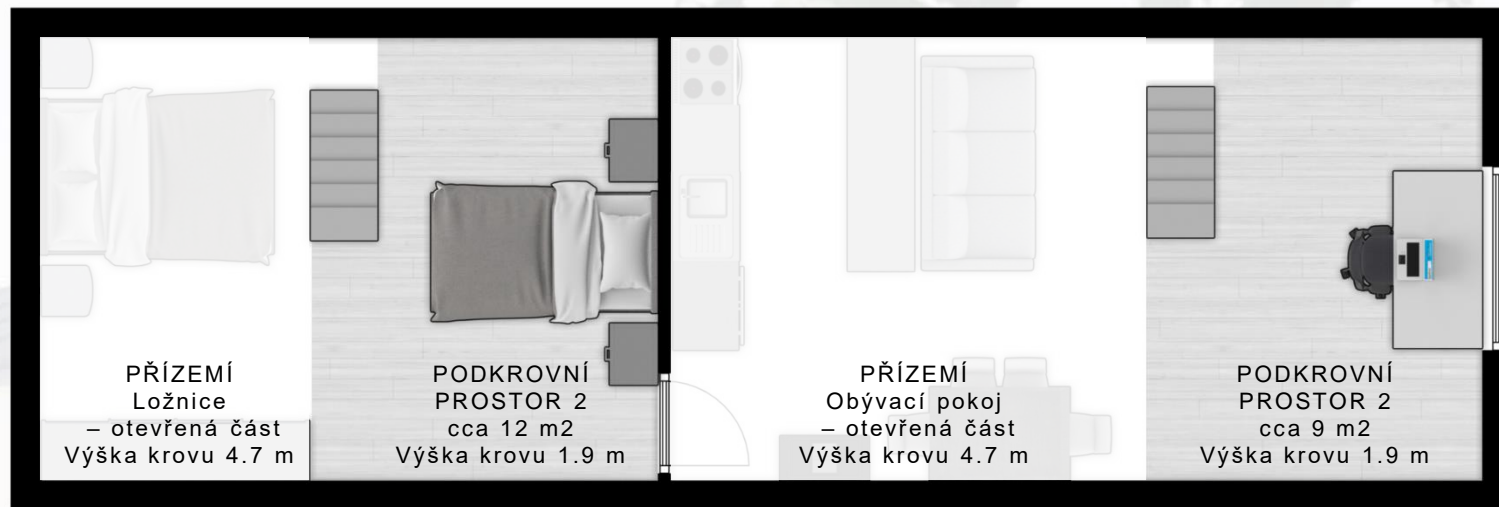 PŘÍZEMÍ
Ložnice
– otevřená část
Výška krovu 4.7 m
PODKROVNÍ
PROSTOR 2
cca 12 m2
Výška krovu 1.9 m
PŘÍZEMÍ
Obývací pokoj
– otevřená část
Výška krovu 4.7 m
PODKROVNÍ
PROSTOR 2
cca 9 m2
Výška krovu 1.9 m